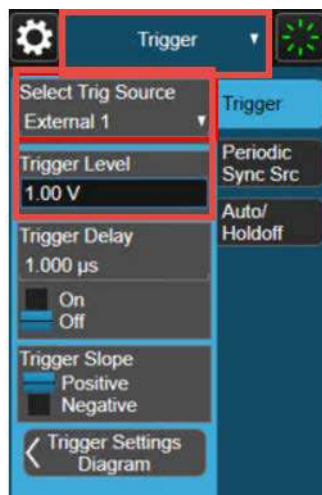 Trigger
Select Trig Source
External 1
Trigger Level
1.00 V
Trigger Delay
1.000 µs
On
Off
Trigger Slope
Positive
Negative
Trigger Settings
Diagram
Trigger
Periodic
Sync Src
Auto/
Holdoff